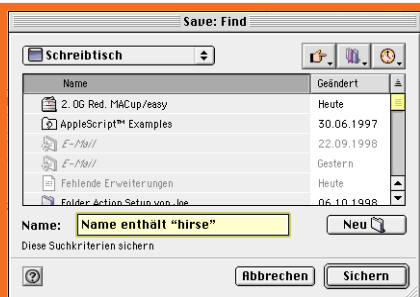 Save: Find
Schreibtisch
Name Geändert
2. OG Red. MACup/easy Heute
AppleScript™ Examples 30.06.1997
E-Mail/ 22.09.1998
E-Mail/ Gestern
Fehlende Erweiterungen Heute
Folder Action Setup von Joe 06.10.1998
Name: Name enthält “hirse” Neu
Diese Suchkriterien sichern
? Abbrechen Sichern